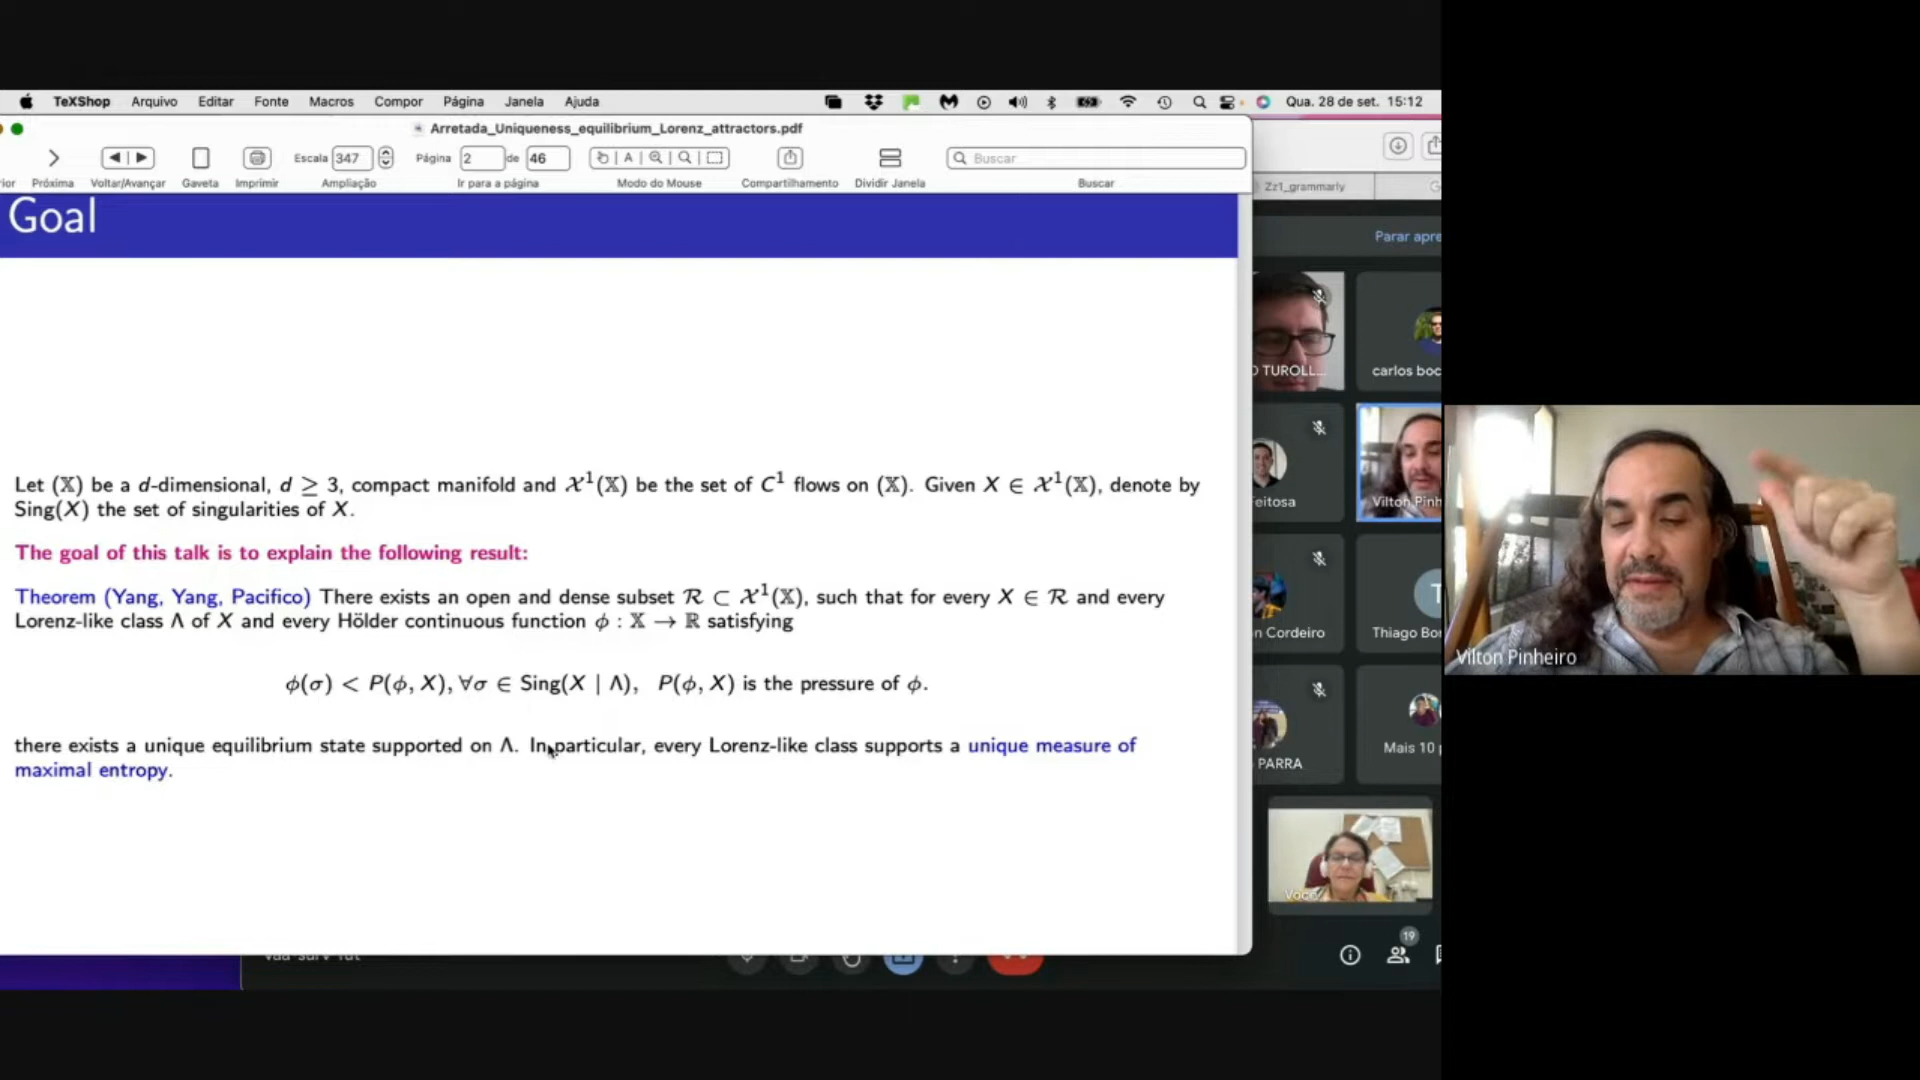 TeXShop Arquivo Editar Fonte Macros Compor Página Janela Ajuda Qua. 28 de set. 15:12
Arretada_Uniqueness_equilibrium_Lorenz_attractors.pdf
Escala 347 Página 2 de 46 Buscar
Próxima Voltar/Avançar Gaveta Imprimir Ampliação Ir para a página Modo do Mouse Compartilhamento Dividir Janela Buscar
Zz1_grammarly
Goal
Parar apre
Let (𝕏) be a d-dimensional, d ≥ 3, compact manifold and 𝒳¹(𝕏) be the set of C¹ flows on (𝕏). Given X ∈ 𝒳¹(𝕏), denote by
Sing(X) the set of singularities of X.
The goal of this talk is to explain the following result:
Theorem (Yang, Yang, Pacifico) There exists an open and dense subset ℛ ⊂ 𝒳¹(𝕏), such that for every X ∈ ℛ and every
Lorenz-like class Λ of X and every Hölder continuous function ϕ : 𝕏 → ℝ satisfying
ϕ(σ) < P(ϕ, X), ∀σ ∈ Sing(X | Λ), P(ϕ, X) is the pressure of ϕ.
there exists a unique equilibrium state supported on Λ. In particular, every Lorenz-like class supports a unique measure of
maximal entropy.
TUROLL...
carlos boc
eitosa
Vilton Pinh
n Cordeiro
T
Thiago Bor
PARRA
Mais 10
Você
19
Vilton Pinheiro